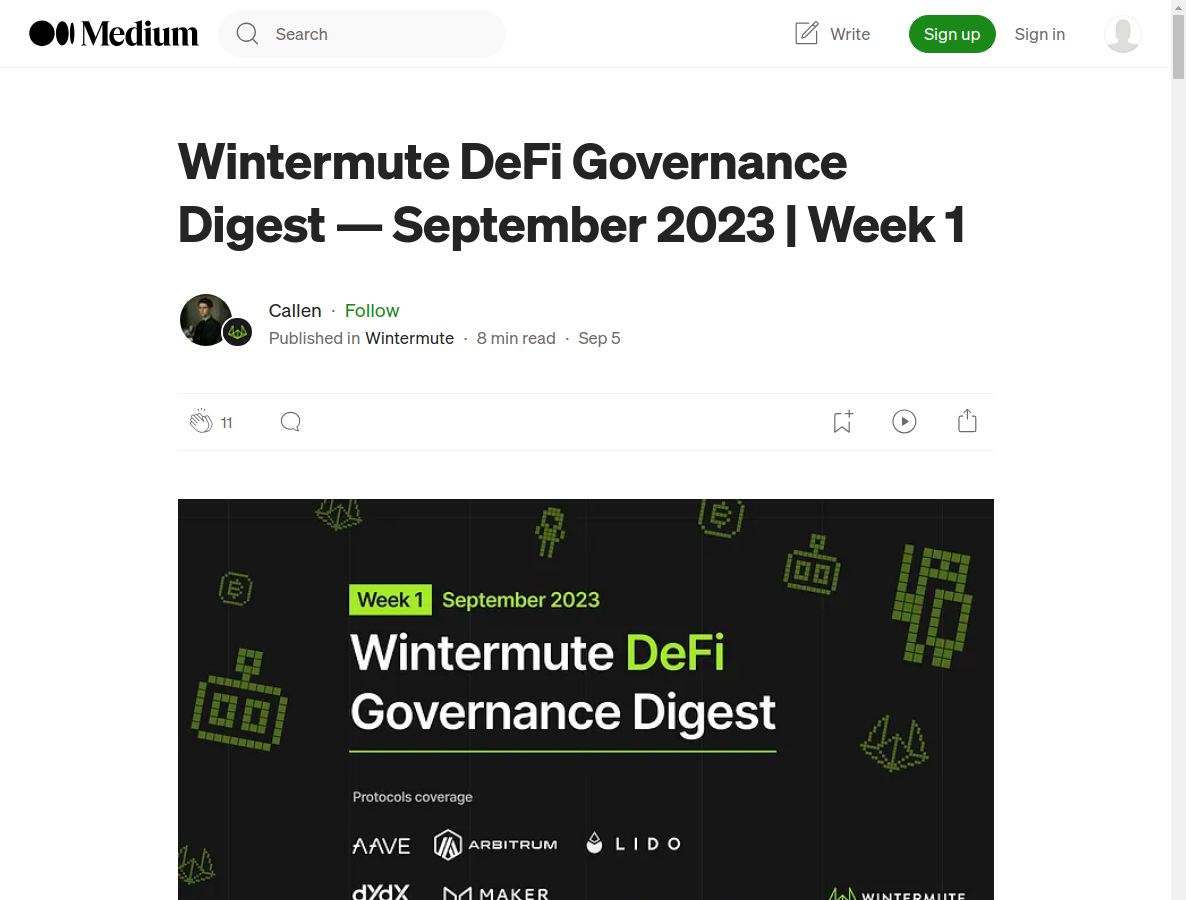 Medium
Search
Write
Sign up
Sign in
Wintermute DeFi Governance
Digest — September 2023 | Week 1
Callen · Follow
Published in Wintermute · 8 min read · Sep 5
11
Week 1 September 2023
Wintermute DeFi
Governance Digest
Protocols coverage
AAVE ARBITRUM LIDO
dYdX MAKER
WINTERMUTE